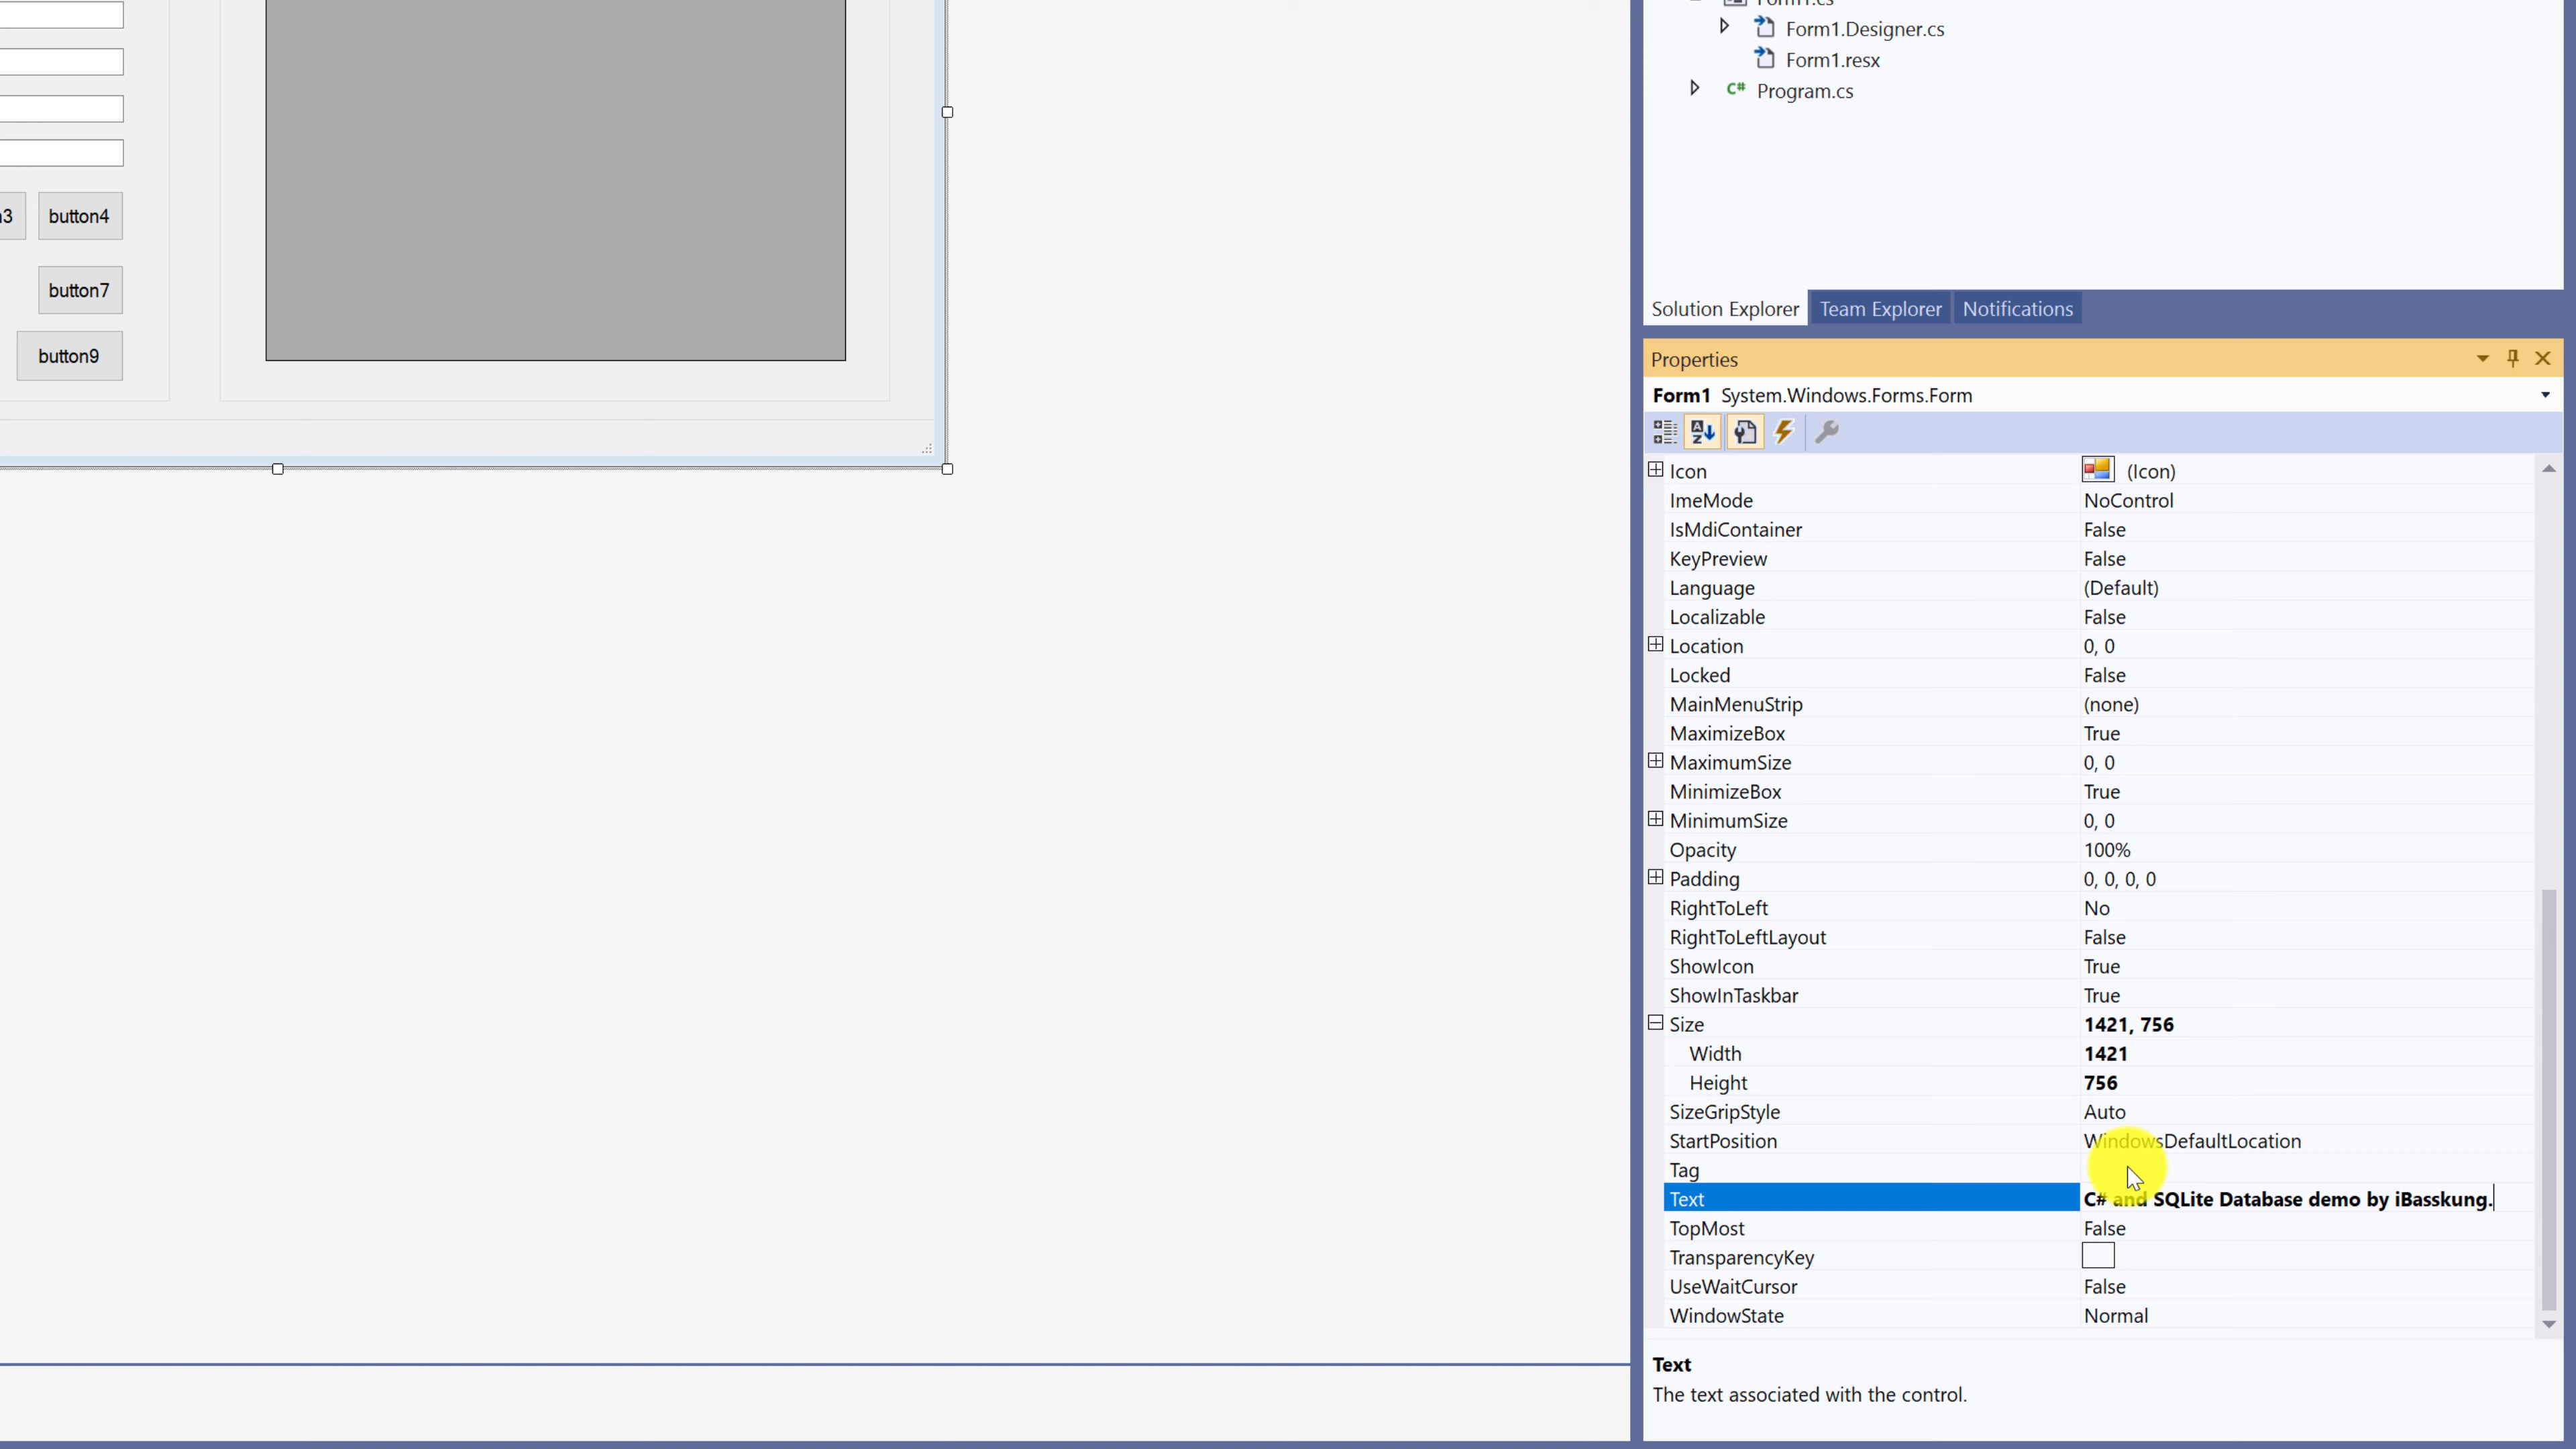 Form1.cs
Form1.Designer.cs
Form1.resx
C# Program.cs
button4
button7
button9
Solution Explorer Team Explorer Notifications
Properties
Form1 System.Windows.Forms.Form
Icon (Icon)
ImeMode NoControl
IsMdiContainer False
KeyPreview False
Language (Default)
Localizable False
Location 0, 0
Locked False
MainMenuStrip (none)
MaximizeBox True
MaximumSize 0, 0
MinimizeBox True
MinimumSize 0, 0
Opacity 100%
Padding 0, 0, 0, 0
RightToLeft No
RightToLeftLayout False
ShowIcon True
ShowInTaskbar True
Size 1421, 756
Width 1421
Height 756
SizeGripStyle Auto
StartPosition WindowsDefaultLocation
Tag
Text C# and SQLite Database demo by iBasskung.
TopMost False
TransparencyKey
UseWaitCursor False
WindowState Normal
Text
The text associated with the control.